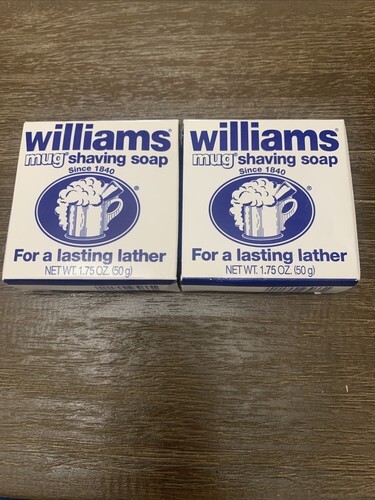 williams®
mug® shaving soap
Since 1840
®
For a lasting lather
NET WT. 1.75 OZ. (50 g)
williams®
mug® shaving soap
Since 1840
®
For a lasting lather
NET WT. 1.75 OZ. (50 g)